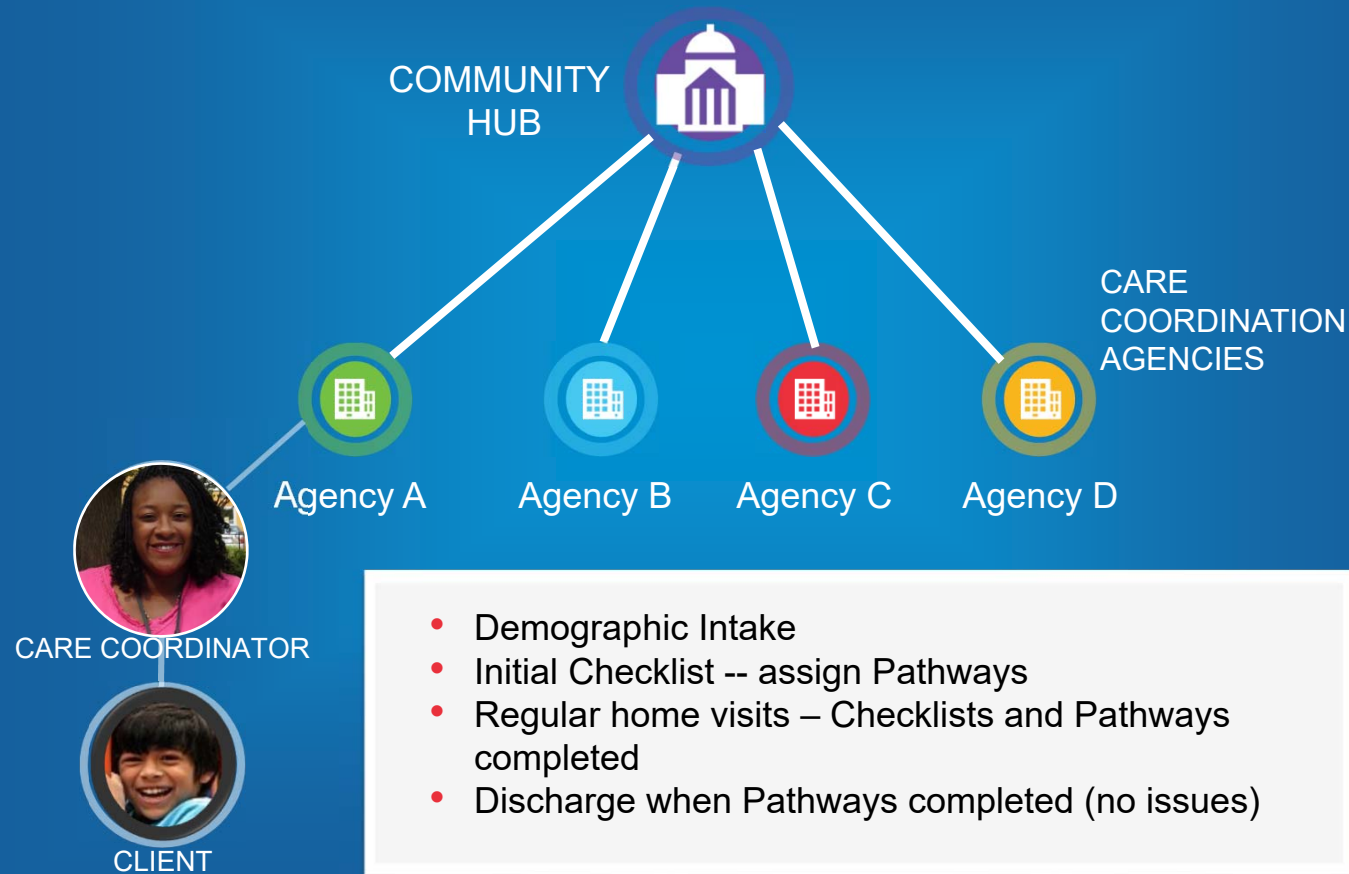 COMMUNITY
HUB
CARE
COORDINATION
AGENCIES
Agency A
Agency B
Agency C
Agency D
CARE COORDINATOR
CLIENT
• Demographic Intake
• Initial Checklist -- assign Pathways
• Regular home visits – Checklists and Pathways
completed
• Discharge when Pathways completed (no issues)